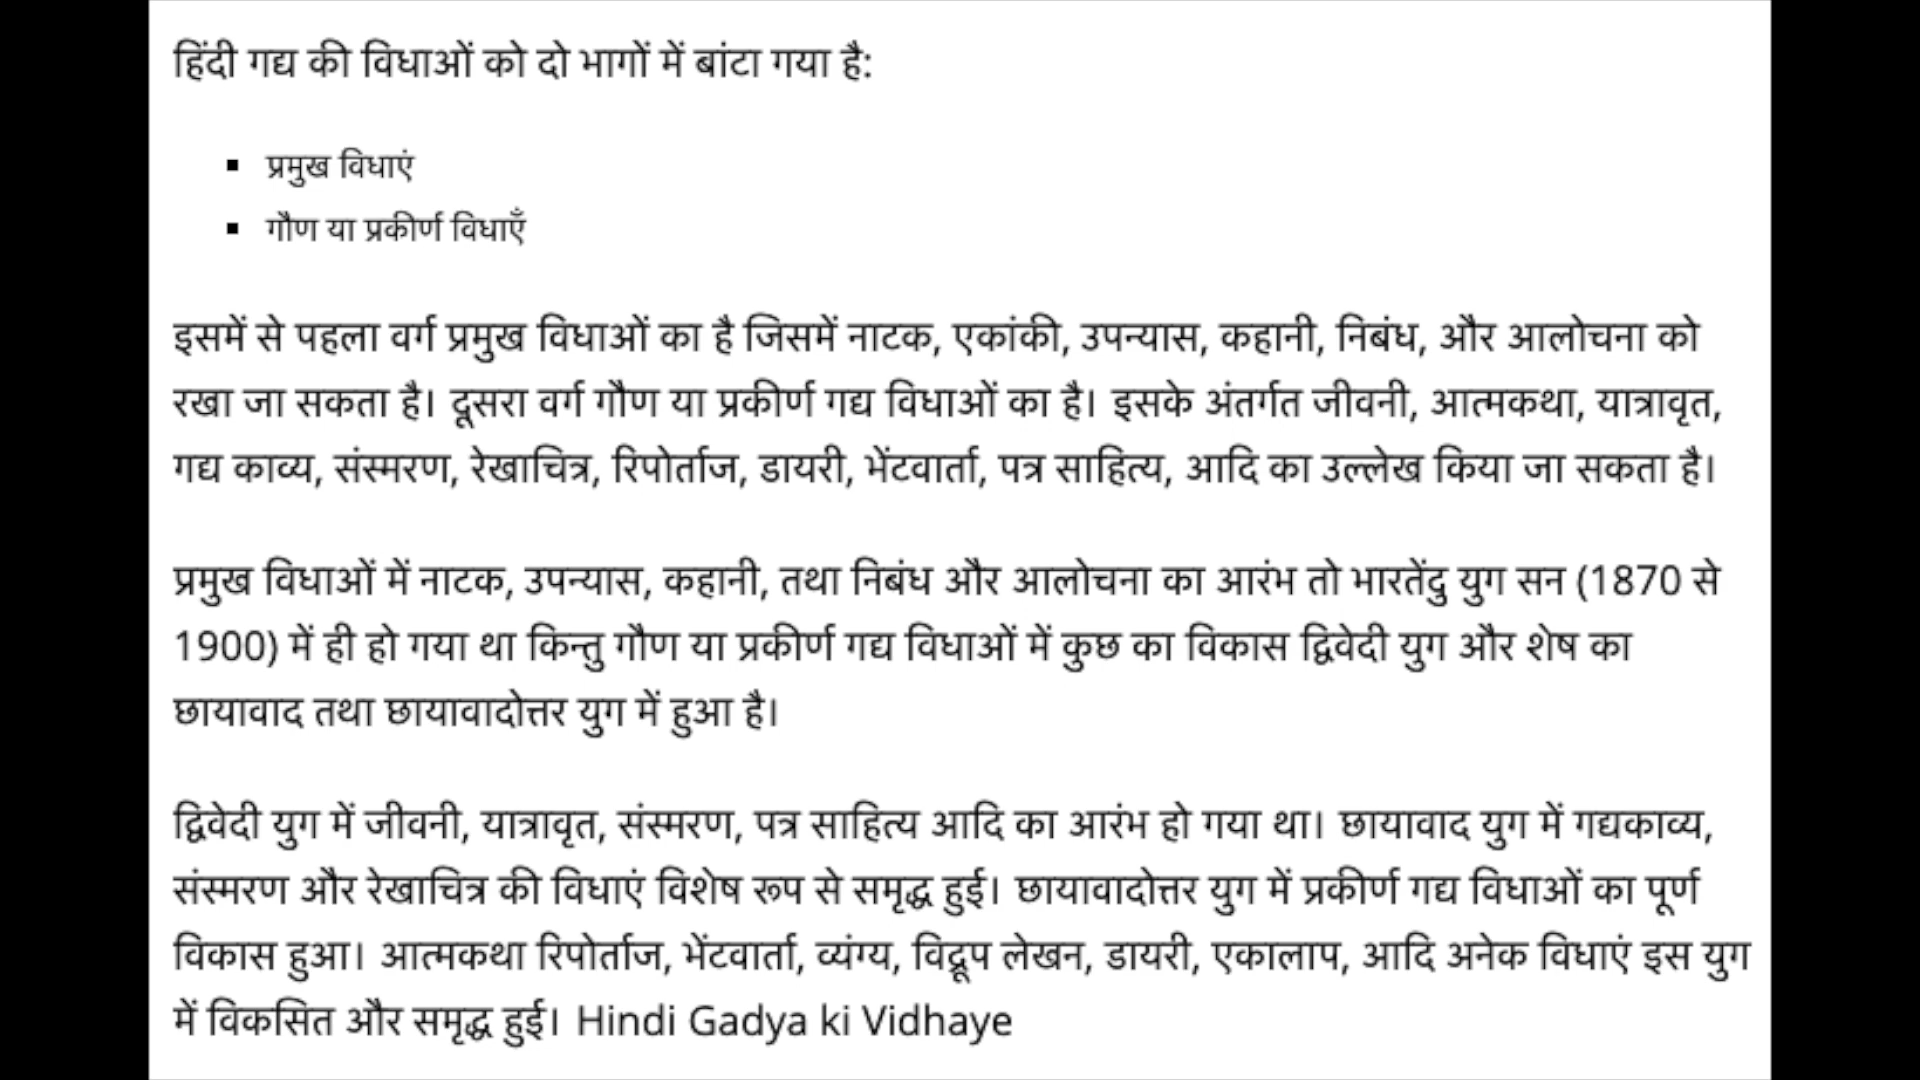 हिंदी गद्य की विधाओं को दो भागों में बांटा गया है:
▪ प्रमुख विधाएं
▪ गौण या प्रकीर्ण विधाएँ
इसमें से पहला वर्ग प्रमुख विधाओं का है जिसमें नाटक, एकांकी, उपन्यास, कहानी, निबंध, और आलोचना को
रखा जा सकता है। दूसरा वर्ग गौण या प्रकीर्ण गद्य विधाओं का है। इसके अंतर्गत जीवनी, आत्मकथा, यात्रावृत,
गद्य काव्य, संस्मरण, रेखाचित्र, रिपोर्ताज, डायरी, भेंटवार्ता, पत्र साहित्य, आदि का उल्लेख किया जा सकता है।
प्रमुख विधाओं में नाटक, उपन्यास, कहानी, तथा निबंध और आलोचना का आरंभ तो भारतेंदु युग सन (1870 से
1900) में ही हो गया था किन्तु गौण या प्रकीर्ण गद्य विधाओं में कुछ का विकास द्विवेदी युग और शेष का
छायावाद तथा छायावादोत्तर युग में हुआ है।
द्विवेदी युग में जीवनी, यात्रावृत, संस्मरण, पत्र साहित्य आदि का आरंभ हो गया था। छायावाद युग में गद्यकाव्य,
संस्मरण और रेखाचित्र की विधाएं विशेष रूप से समृद्ध हुई। छायावादोत्तर युग में प्रकीर्ण गद्य विधाओं का पूर्ण
विकास हुआ। आत्मकथा रिपोर्ताज, भेंटवार्ता, व्यंग्य, विद्रूप लेखन, डायरी, एकालाप, आदि अनेक विधाएं इस युग
में विकसित और समृद्ध हुई। Hindi Gadya ki Vidhaye